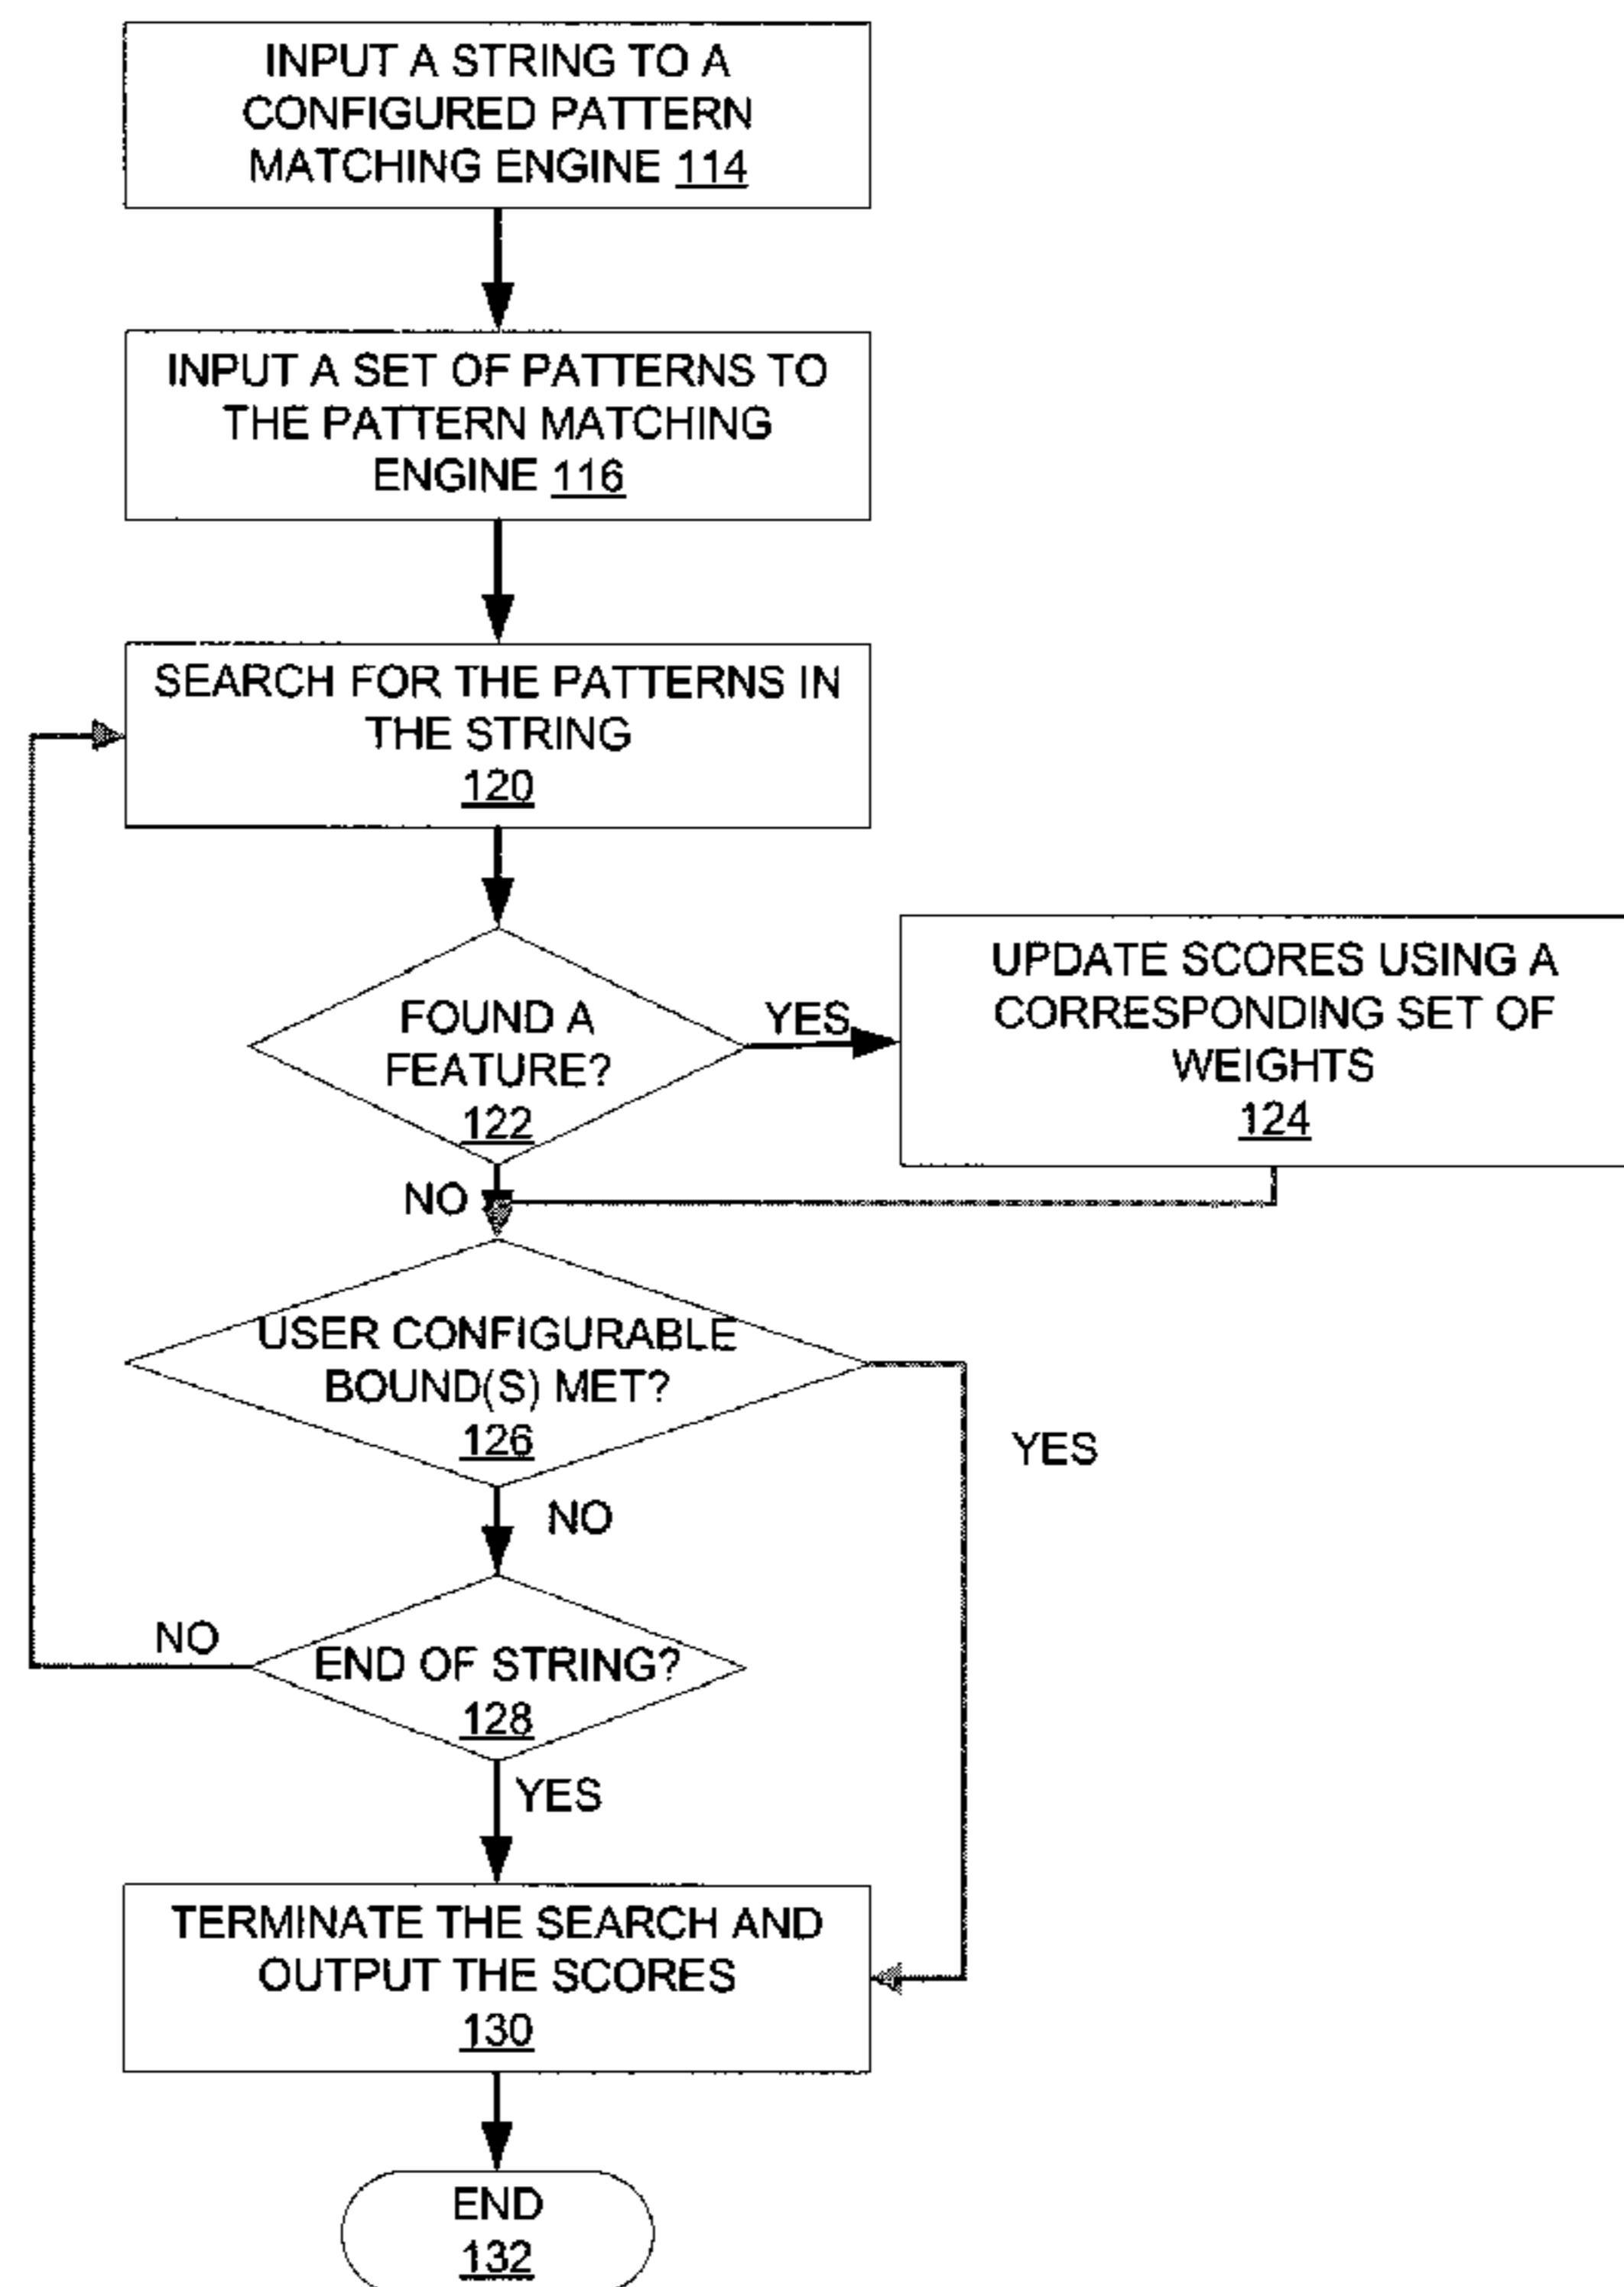 INPUT A STRING TO A
CONFIGURED PATTERN
MATCHING ENGINE 114
INPUT A SET OF PATTERNS TO
THE PATTERN MATCHING
ENGINE 116
SEARCH FOR THE PATTERNS IN
THE STRING
120
FOUND A
FEATURE?
122
YES
UPDATE SCORES USING A
CORRESPONDING SET OF
WEIGHTS
124
NO
USER CONFIGURABLE
BOUND(S) MET?
126
YES
NO
END OF STRING?
128
NO
YES
TERMINATE THE SEARCH AND
OUTPUT THE SCORES
130
END
132